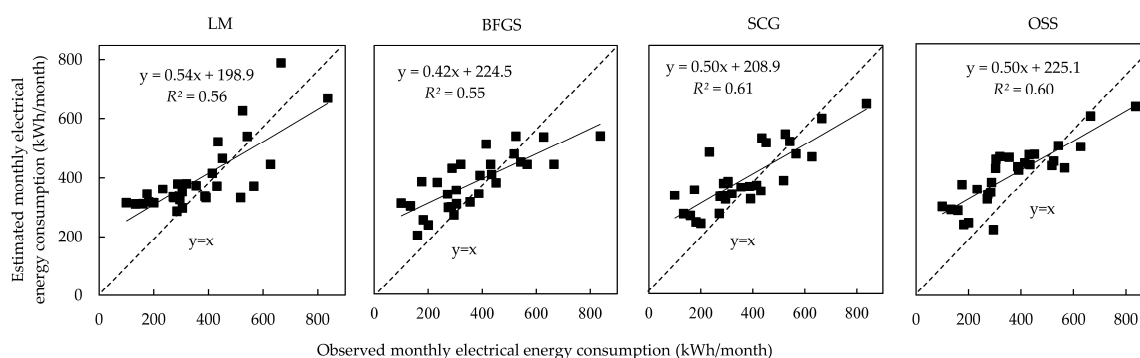 LM
BFGS
SCG
OSS
Estimated monthly electrical
energy consumption (kWh/month)
800
600
400
200
0
y = 0.54x + 198.9
R² = 0.56
y=x
y = 0.42x + 224.5
R² = 0.55
y=x
y = 0.50x + 208.9
R² = 0.61
y=x
y = 0.50x + 225.1
R² = 0.60
y=x
0 200 400 600 800
0 200 400 600 800
0 200 400 600 800
0 200 400 600 800
Observed monthly electrical energy consumption (kWh/month)